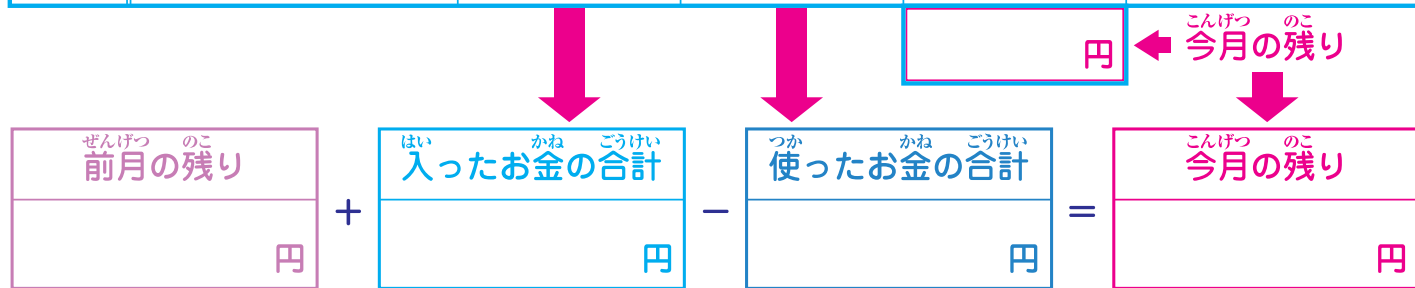 こんげつ のこ
円 今月の残り
ぜんげつ のこ はい かね ごうけい つか かね ごうけい こんげつ のこ
前月の残り 入ったお金の合計 使ったお金の合計 今月の残り
+ − =
円 円 円 円